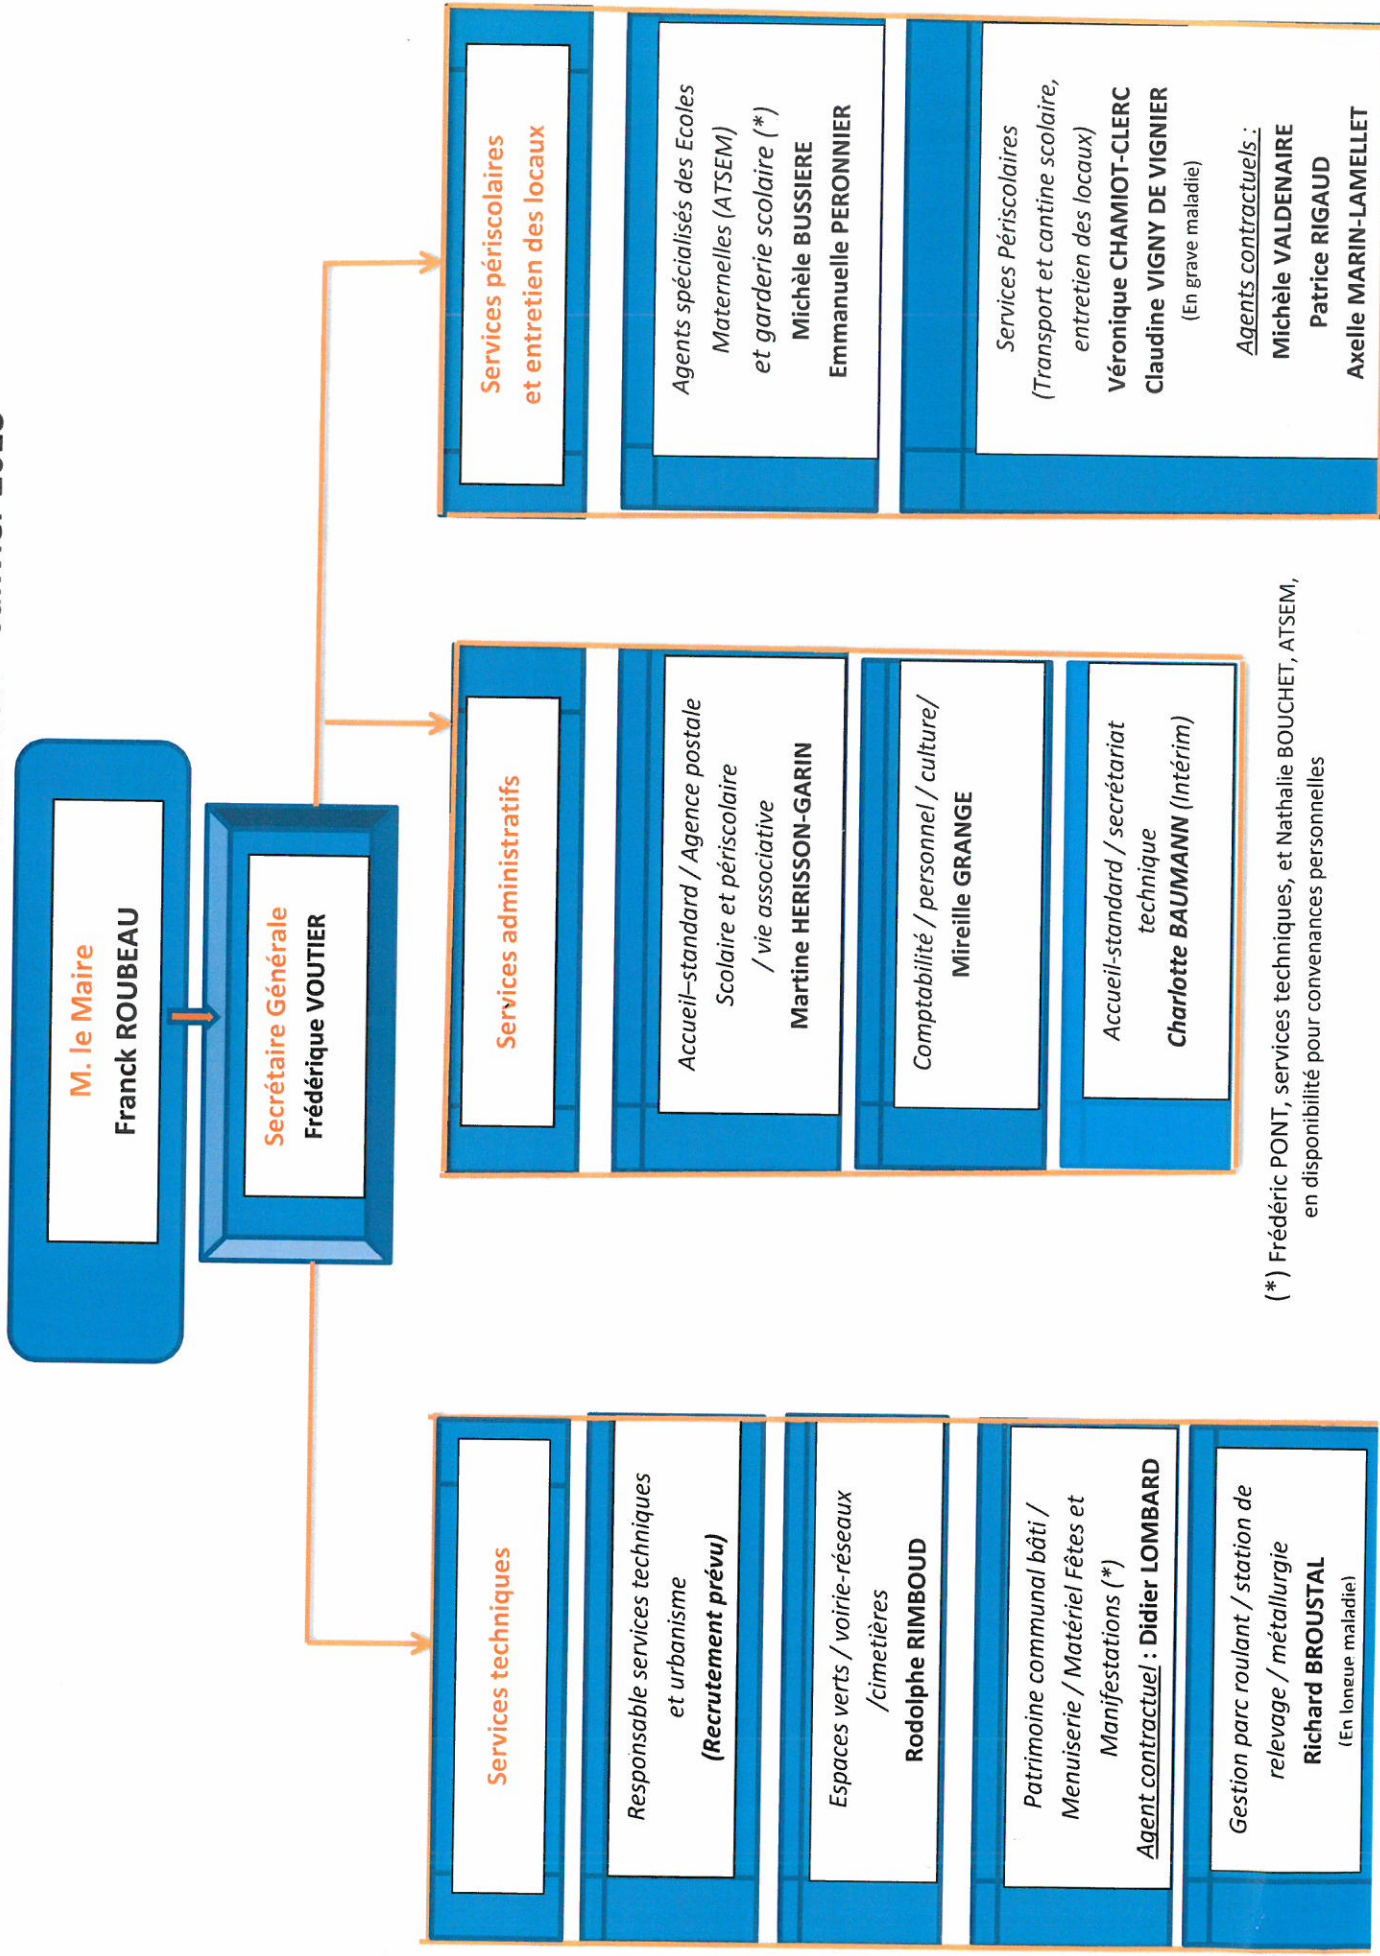 M. le Maire
Franck ROUBEAU
Secrétaire Générale
Frédérique VOUTIER
Services techniques
Responsable services techniques
et urbanisme
(Recrutement prévu)
Espaces verts / voirie-réseaux
/cimetières
Rodolphe RIMBOUD
Patrimoine communal bâti /
Menuiserie / Matériel Fêtes et
Manifestations (*)
Agent contractuel : Didier LOMBARD
Gestion parc roulant / station de
relevage / métallurgie
Richard BROUSTAL
(En longue maladie)
Services administratifs
Accueil–standard / Agence postale
Scolaire et périscolaire
/ vie associative
Martine HERISSON-GARIN
Comptabilité / personnel / culture/
Mireille GRANGE
Accueil-standard / secrétariat
technique
Charlotte BAUMANN (Intérim)
Services périscolaires
et entretien des locaux
Agents spécialisés des Ecoles
Maternelles (ATSEM)
et garderie scolaire (*)
Michèle BUSSIERE
Emmanuelle PERONNIER
Services Périscolaires
(Transport et cantine scolaire,
entretien des locaux)
Véronique CHAMIOT-CLERC
Claudine VIGNY DE VIGNIER
(En grave maladie)
Agents contractuels :
Michèle VALDENAIRE
Patrice RIGAUD
Axelle MARIN-LAMELLET
(*) Frédéric PONT, services techniques, et Nathalie BOUCHET, ATSEM,
en disponibilité pour convenances personnelles